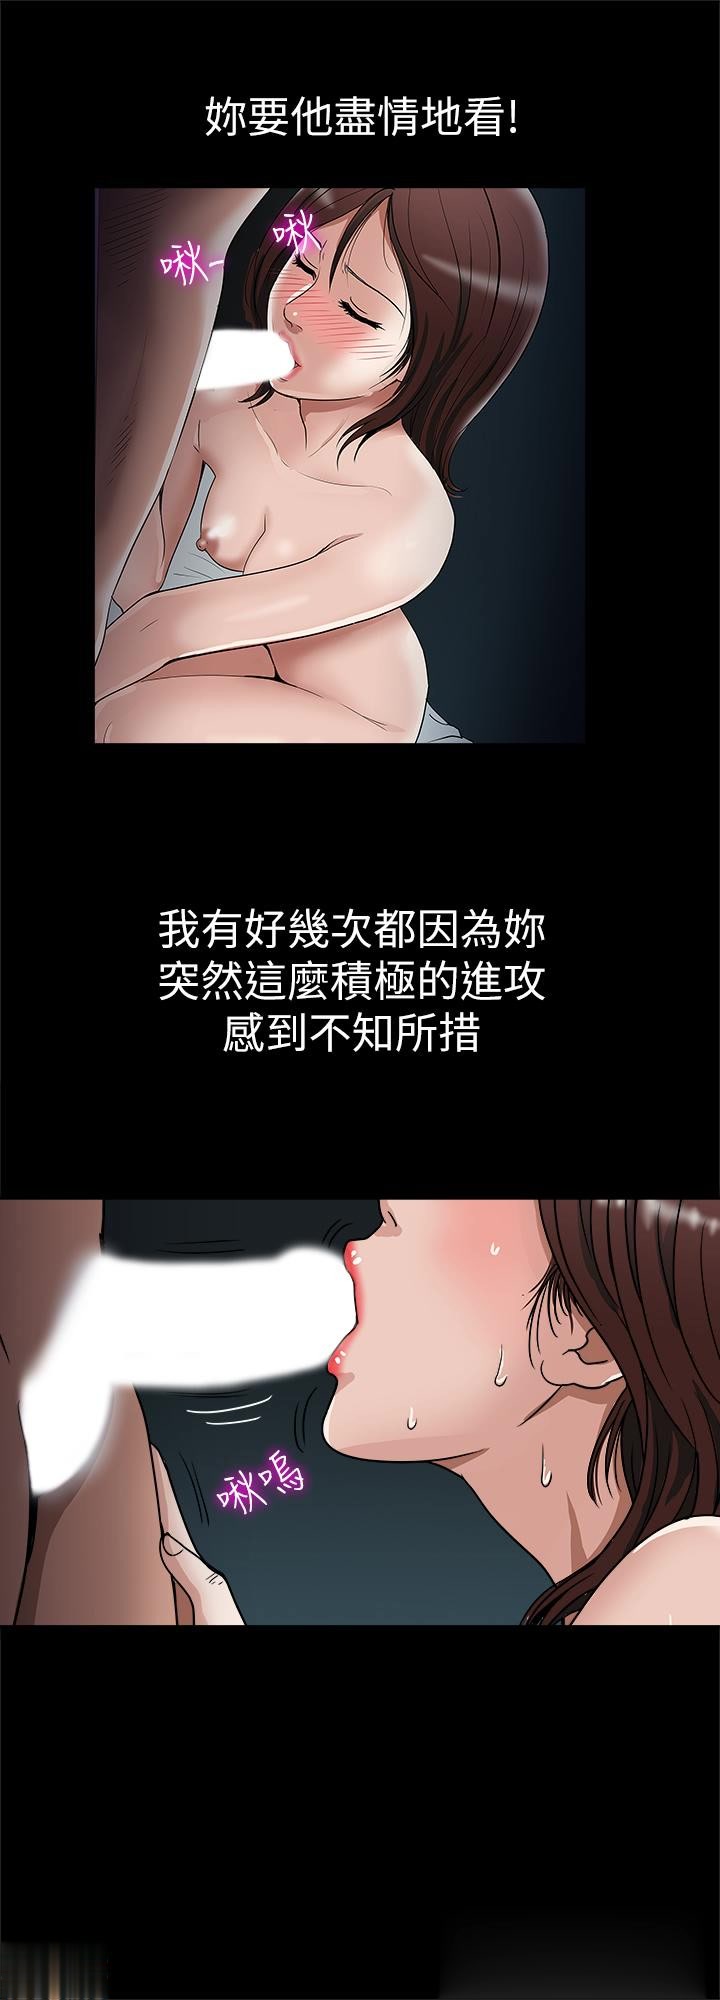 妳要他盡情地看!
啾-
啾
我有好幾次都因為妳
突然這麼積極的進攻
感到不知所措
啾嗚